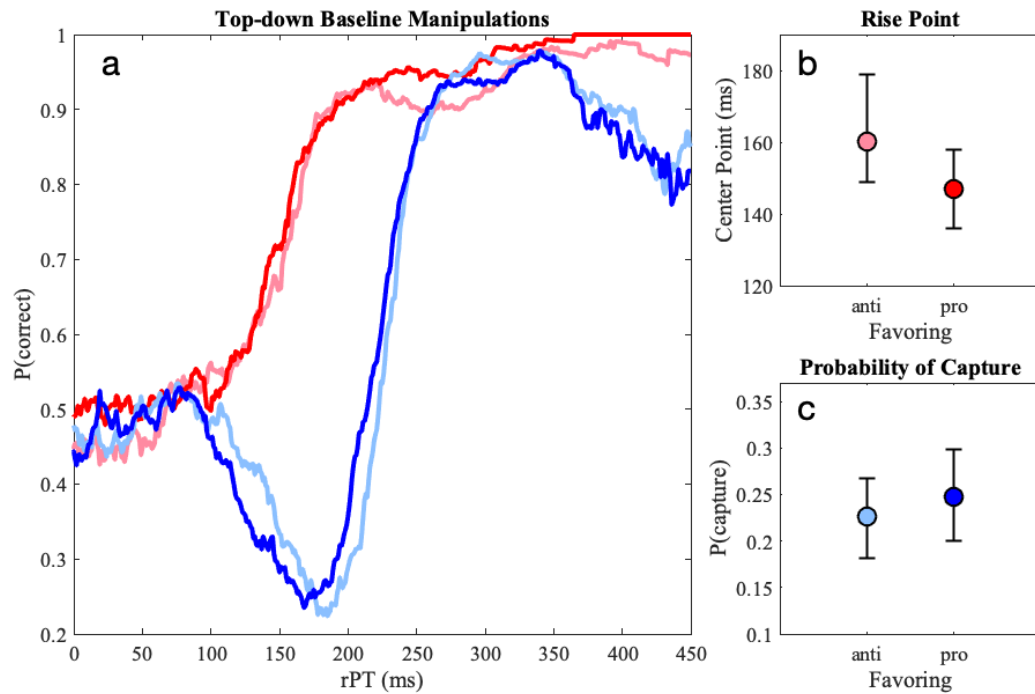 Top-down Baseline Manipulations
a
P(correct)
1
0.9
0.8
0.7
0.6
0.5
0.4
0.3
0.2
0
50
100
150
200
250
300
350
400
450
rPT (ms)
Rise Point
b
Center Point (ms)
180
160
140
120
anti
pro
Favoring
Probability of Capture
c
P(capture)
0.35
0.3
0.25
0.2
0.15
0.1
anti
pro
Favoring